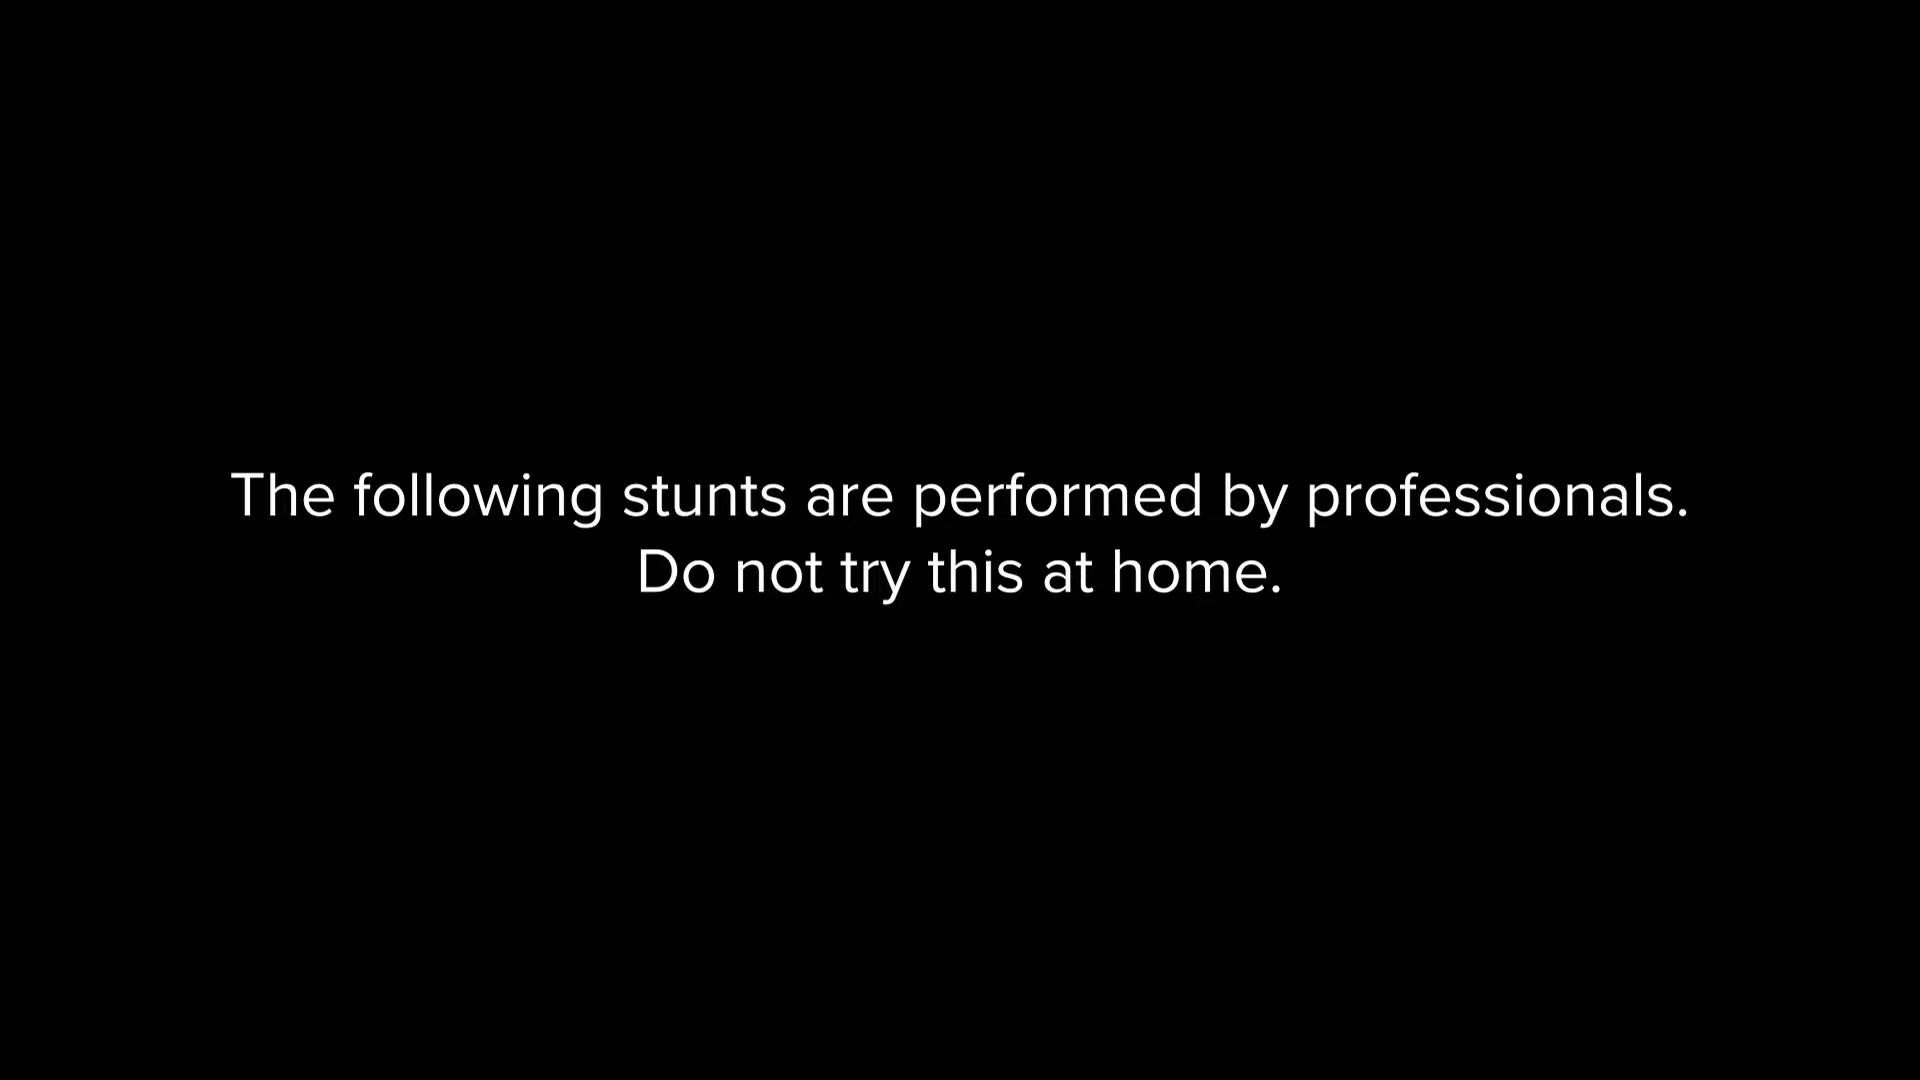 The following stunts are performed by professionals.
Do not try this at home.